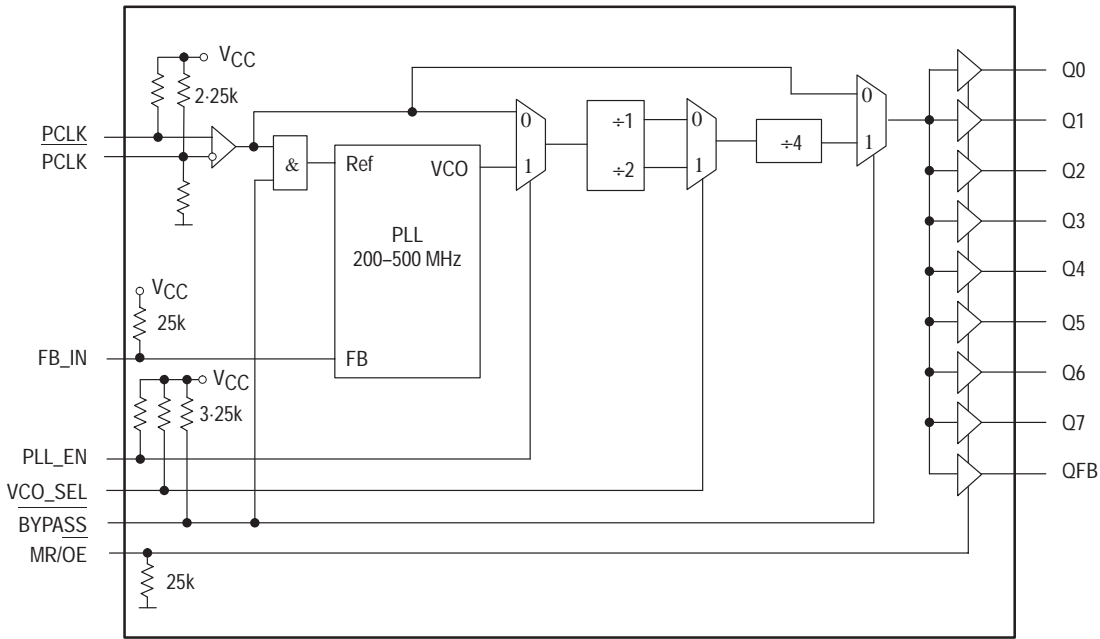 VCC
2·25k
PCLK
PCLK
&
Ref
VCO
PLL
200–500 MHz
FB
0
1
÷1
÷2
0
1
÷4
0
1
Q0
Q1
Q2
Q3
Q4
Q5
Q6
Q7
QFB
VCC
25k
FB_IN
VCC
3·25k
PLL_EN
VCO_SEL
BYPASS
MR/OE
25k